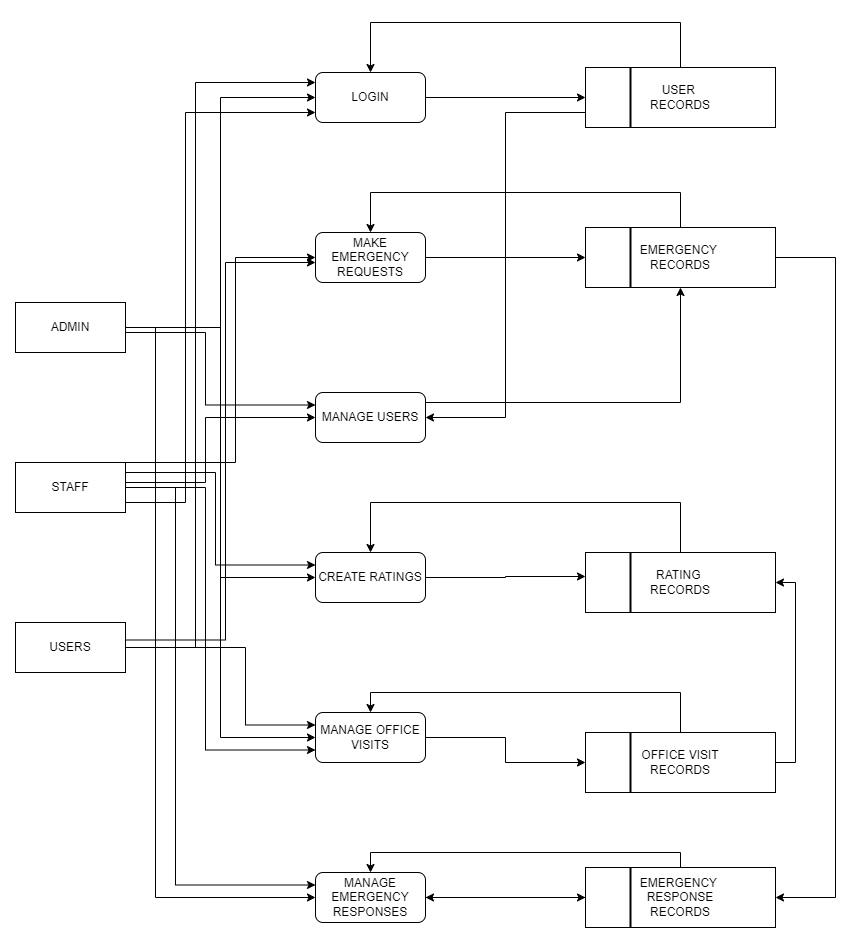 LOGIN
USER
RECORDS
MAKE
EMERGENCY
REQUESTS
EMERGENCY
RECORDS
ADMIN
MANAGE USERS
STAFF
CREATE RATINGS
RATING
RECORDS
USERS
MANAGE OFFICE
VISITS
OFFICE VISIT
RECORDS
MANAGE
EMERGENCY
RESPONSES
EMERGENCY
RESPONSE
RECORDS